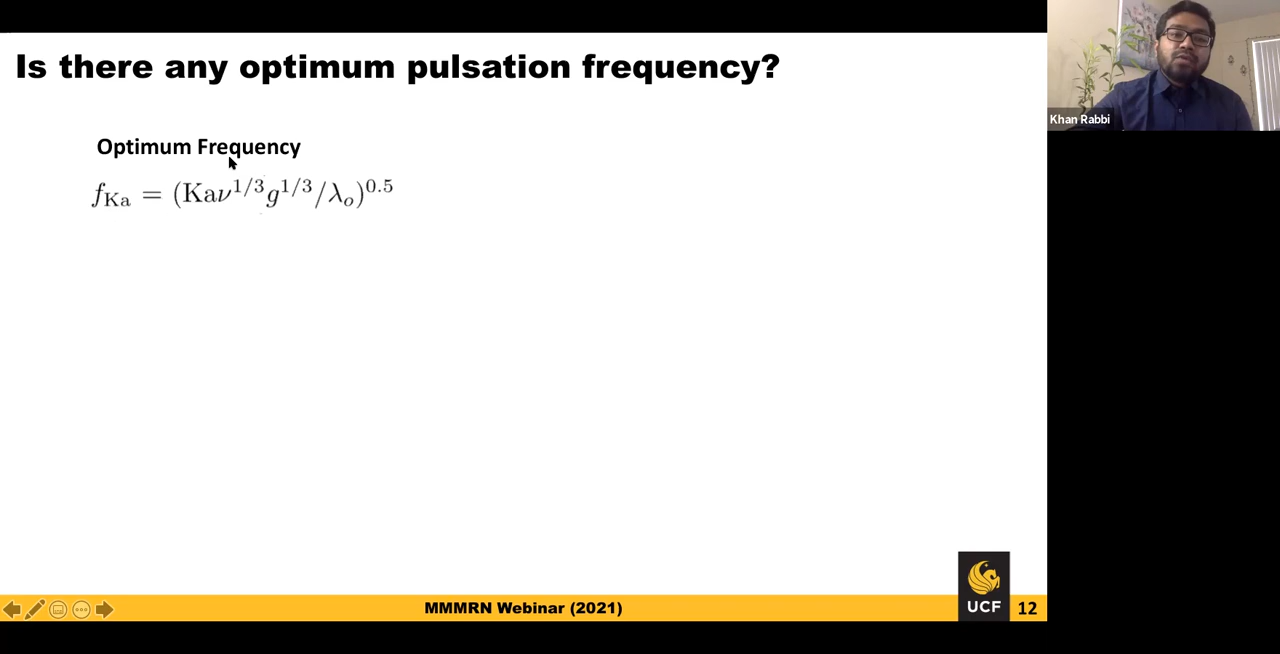 Is there any optimum pulsation frequency?
Khan Rabbi
Optimum Frequency
f_Ka = (Kaν^1/3 g^1/3/λ_o)^0.5
UCF
MMMRN Webinar (2021)
12